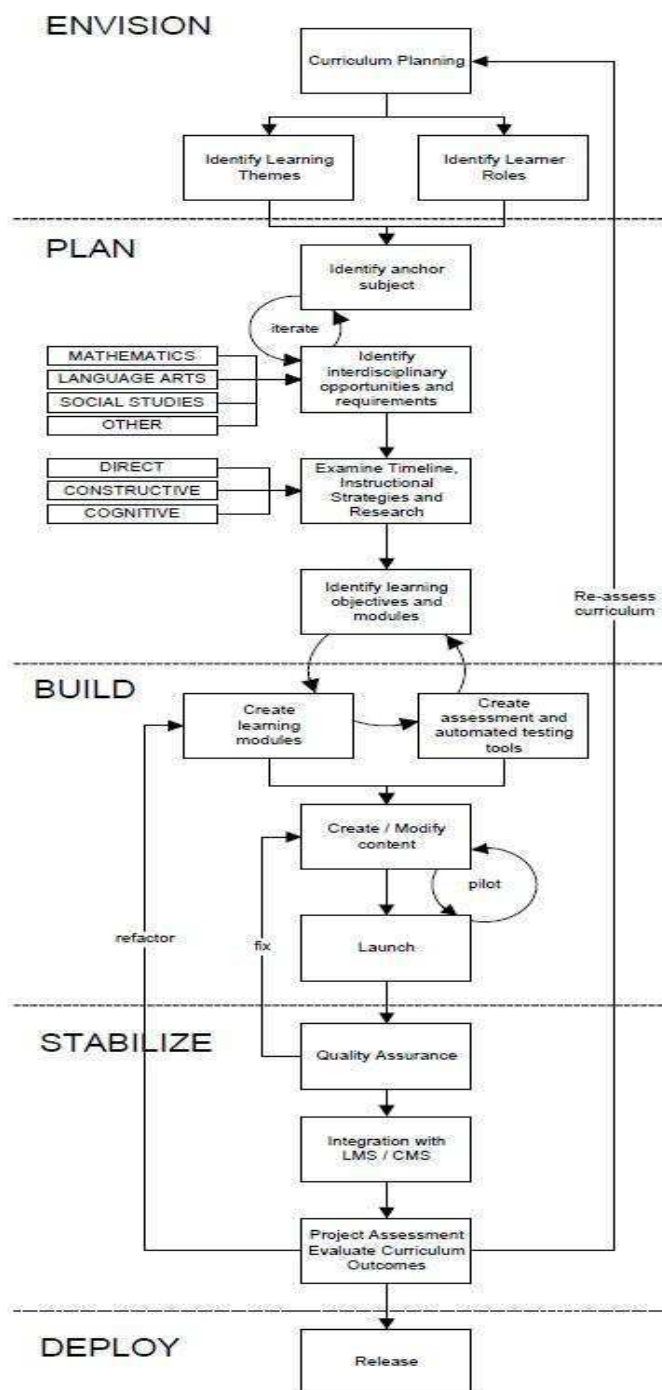 ENVISION
Curriculum Planning
Identify Learning
Themes
Identify Learner
Roles
PLAN
Identify anchor
subject
iterate
MATHEMATICS
LANGUAGE ARTS
SOCIAL STUDIES
OTHER
Identify
interdisciplinary
opportunities and
requirements
DIRECT
CONSTRUCTIVE
COGNITIVE
Examine Timeline,
Instructional
Strategies and
Research
Identify learning
objectives and
modules
Re-assess
curriculum
BUILD
Create
learning
modules
Create
assessment and
automated testing
tools
Create / Modify
content
pilot
refactor
fix
Launch
STABILIZE
Quality Assurance
Integration with
LMS / CMS
Project Assessment
Evaluate Curriculum
Outcomes
DEPLOY
Release